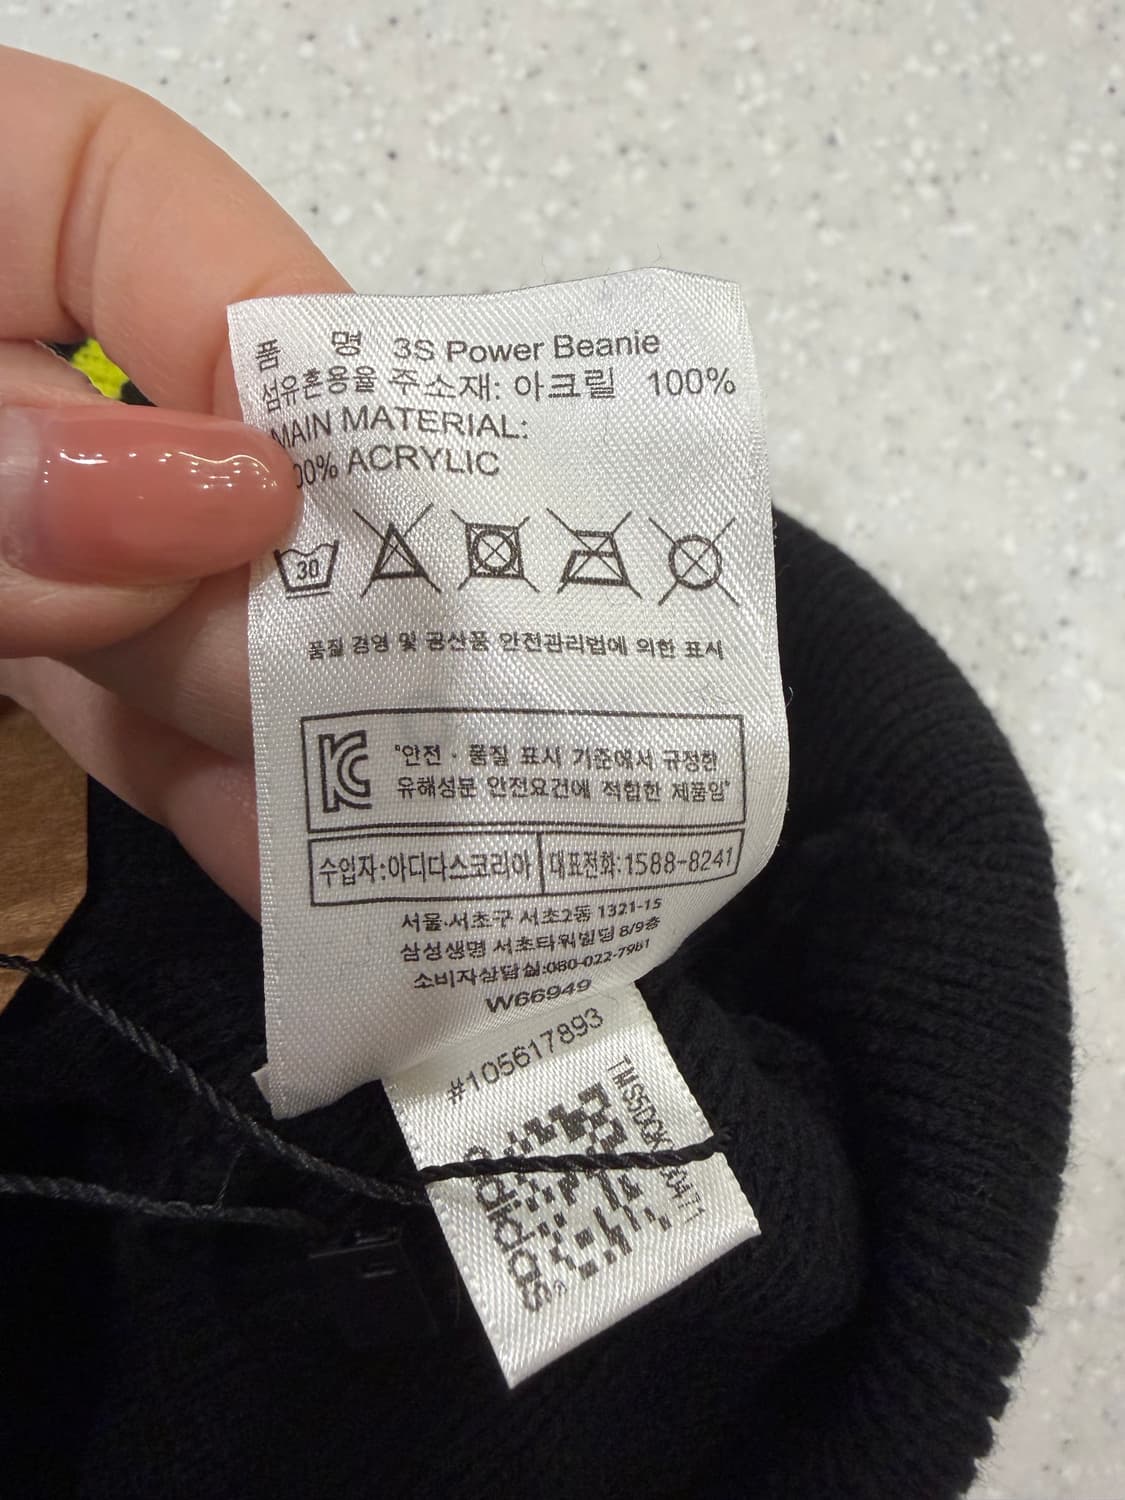 품 명 3S Power Beanie
섬유혼용율 주소재: 아크릴 100%
MAIN MATERIAL:
00% ACRYLIC
30
품질 경영 및 공산품 안전관리법에 의한 표시
KC
"안전 · 품질 표시 기준에서 규정한
유해성분 안전요건에 적합한 제품임"
수입자:아디다스코리아 대표전화:1588-8241
서울·서초구 서초2동 1321-15
삼성생명 서초타워빌딩 8/9층
소비자상담실:080-022-7981
W66949
#105617893
adidas